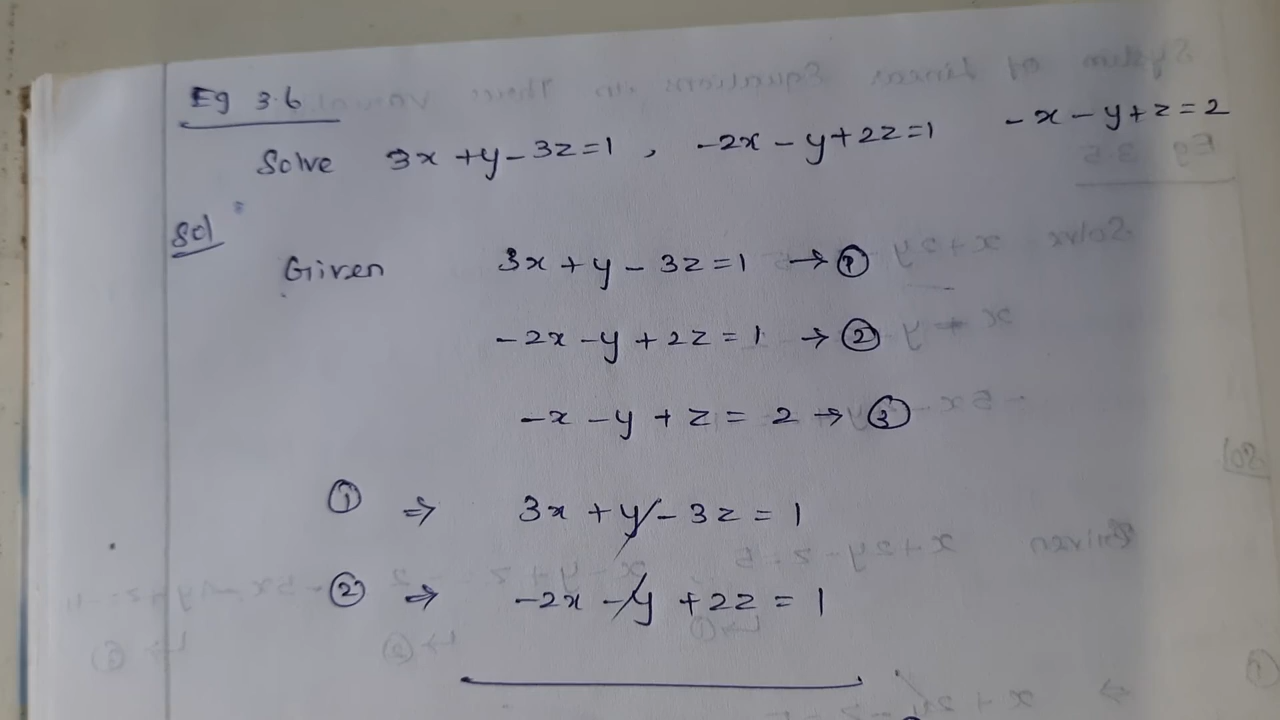 Eg 3.6
Solve 3x + y - 3z = 1 , -2x - y + 2z = 1 -x - y + z = 2
Sol
Given 3x + y - 3z = 1 → ①
-2x - y + 2z = 1 → ②
-x - y + z = 2 → ③
① ⇒ 3x + y - 3z = 1
② ⇒ -2x - y + 2z = 1